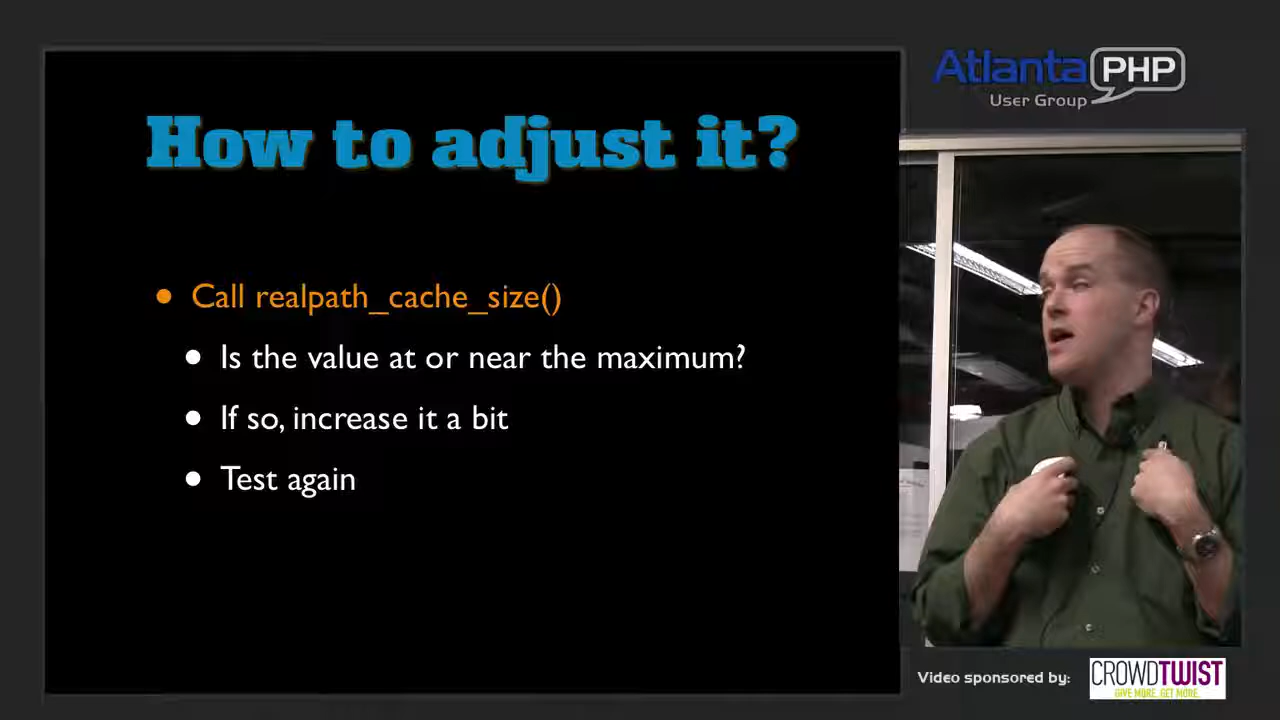 How to adjust it?
• Call realpath_cache_size()
• Is the value at or near the maximum?
• If so, increase it a bit
• Test again
Atlanta PHP
User Group
Video sponsored by:
CROWDTWIST
GIVE MORE. GET MORE.